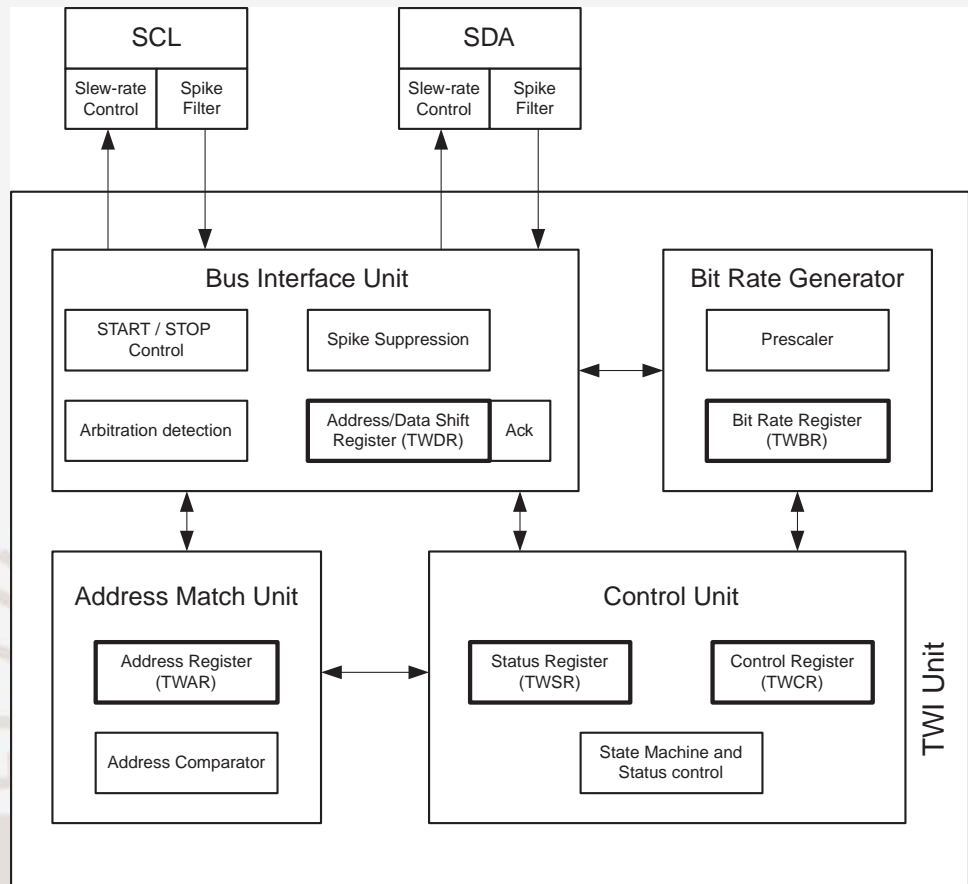 SCL
Slew-rate
Control
Spike
Filter
SDA
Slew-rate
Control
Spike
Filter
Bus Interface Unit
START / STOP
Control
Spike Suppression
Arbitration detection
Address/Data Shift
Register (TWDR)
Ack
Bit Rate Generator
Prescaler
Bit Rate Register
(TWBR)
Address Match Unit
Address Register
(TWAR)
Address Comparator
Control Unit
Status Register
(TWSR)
Control Register
(TWCR)
State Machine and
Status control
TWI Unit